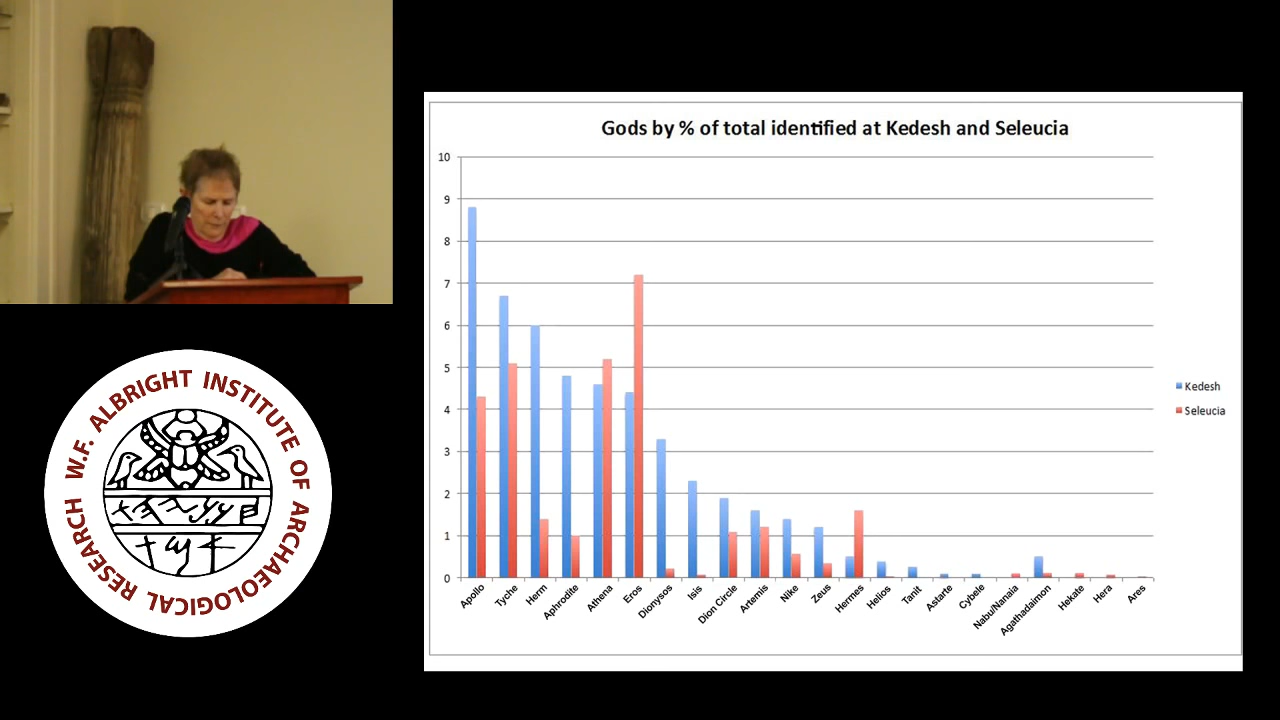 Gods by % of total identified at Kedesh and Seleucia
10
9
8
7
6
5
4
3
2
1
0
Apollo
Tyche
Herm
Aphrodite
Athena
Eros
Dionysos
Isis
Dion Circle
Artemis
Nike
Zeus
Hermes
Helios
Tanit
Astarte
Cybele
Nabu/Nanaia
Agathadaimon
Hekate
Hera
Ares
Kedesh
Seleucia
W.F. ALBRIGHT INSTITUTE OF ARCHAEOLOGICAL RESEARCH